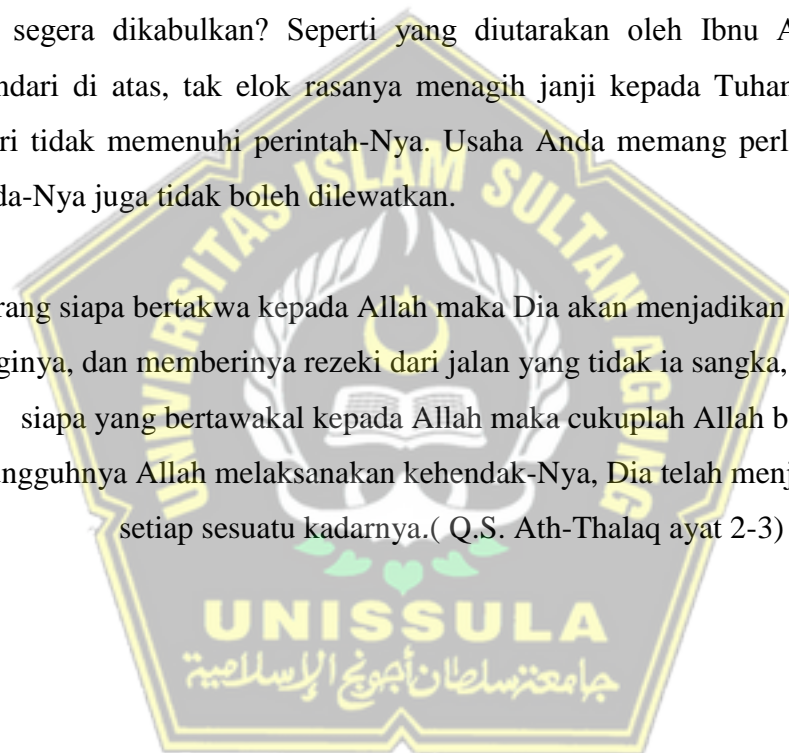 segera dikabulkan? Seperti yang diutarakan oleh Ibnu A
ndari di atas, tak elok rasanya menagih janji kepada Tuhan
ri tidak memenuhi perintah-Nya. Usaha Anda memang perl
da-Nya juga tidak boleh dilewatkan.
rang siapa bertakwa kepada Allah maka Dia akan menjadikan
ginya, dan memberinya rezeki dari jalan yang tidak ia sangka,
siapa yang bertawakal kepada Allah maka cukuplah Allah b
ungguhnya Allah melaksanakan kehendak-Nya, Dia telah menj
setiap sesuatu kadarnya.( Q.S. Ath-Thalaq ayat 2-3)
UNIVERSITAS ISLAM SULTAN AGUNG
UNISSULA
جامعة سلطان أجونج الإسلامية